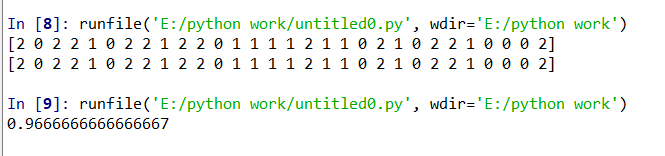 In [8]: runfile('E:/python work/untitled0.py', wdir='E:/python work')
[2 0 2 2 1 0 2 2 1 2 2 0 1 1 1 1 2 1 1 0 2 1 0 2 2 1 0 0 0 2]
[2 0 2 2 1 0 2 2 1 2 2 0 1 1 1 1 2 1 1 0 2 1 0 2 2 1 0 0 0 2]
In [9]: runfile('E:/python work/untitled0.py', wdir='E:/python work')
0.9666666666666667